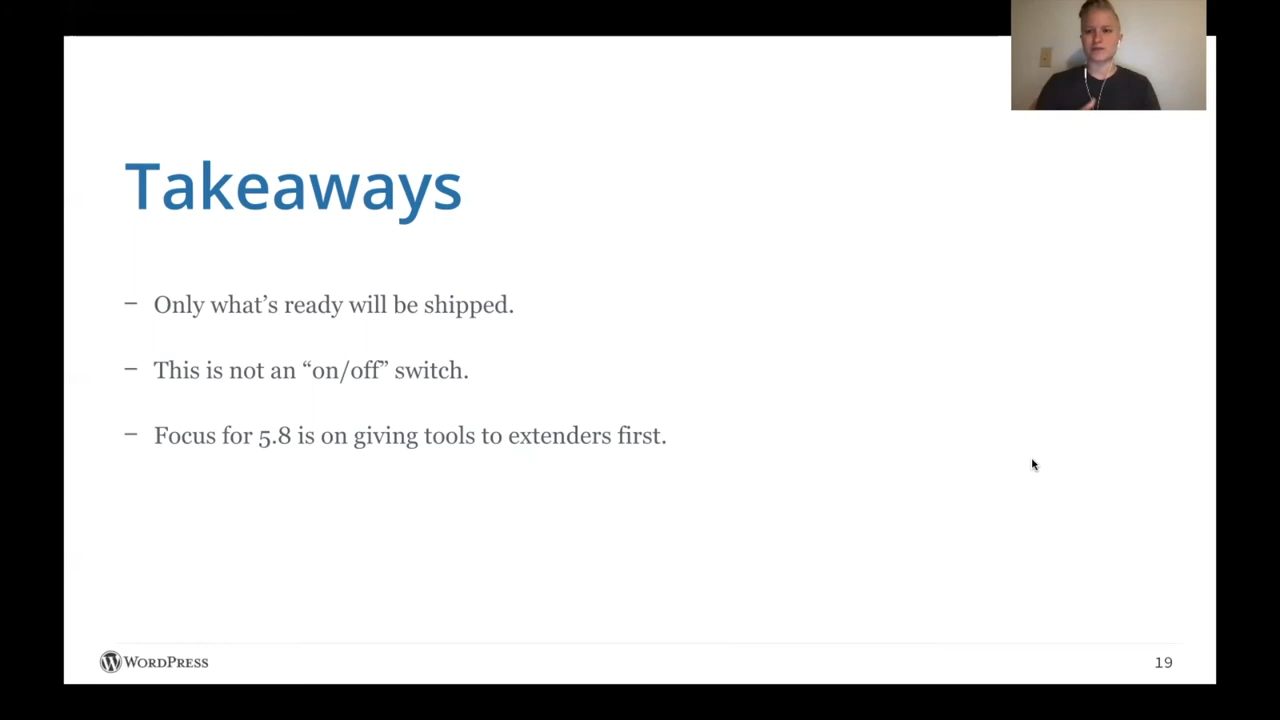 Takeaways
– Only what’s ready will be shipped.
– This is not an “on/off” switch.
– Focus for 5.8 is on giving tools to extenders first.
WORDPRESS
19